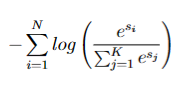 $-\sum_{i=1}^{N} log \left( \frac{e^{s_i}}{\sum_{j=1}^{K} e^{s_j}} \right)$